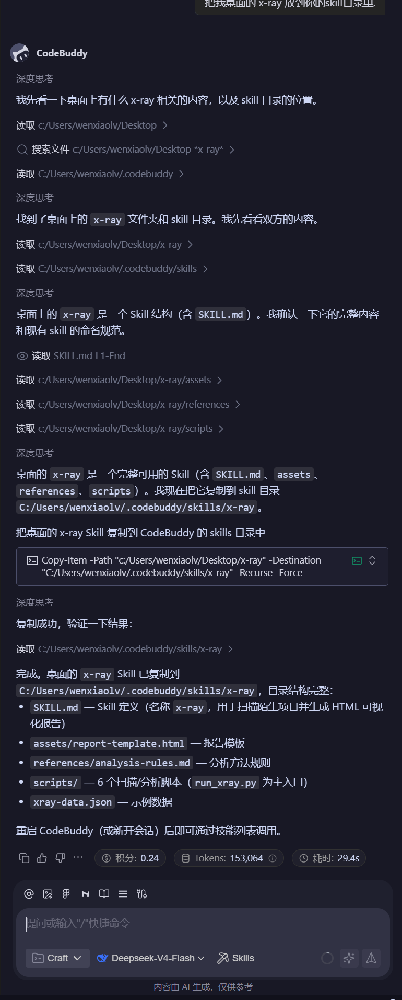 把我桌面的 x-ray 放到你的skill目录里.
CodeBuddy
深度思考
我先看一下桌面上有什么 x-ray 相关的内容，以及 skill 目录的位置。
读取 c:/Users/wenxiaolv/Desktop
搜索文件 c:/Users/wenxiaolv/Desktop *x-ray*
读取 C:/Users/wenxiaolv/.codebuddy
深度思考
找到了桌面上的 x-ray 文件夹和 skill 目录。我先看看双方的内容。
读取 c:/Users/wenxiaolv/Desktop/x-ray
读取 C:/Users/wenxiaolv/.codebuddy/skills
深度思考
桌面上的 x-ray 是一个 Skill 结构（含 SKILL.md）。我确认一下它的完整内容
和现有 skill 的命名规范。
读取 SKILL.md L1-End
读取 c:/Users/wenxiaolv/Desktop/x-ray/assets
读取 c:/Users/wenxiaolv/Desktop/x-ray/references
读取 c:/Users/wenxiaolv/Desktop/x-ray/scripts
深度思考
桌面的 x-ray 是一个完整可用的 Skill（含 SKILL.md、assets、
references、scripts）。我现在把它复制到 skill 目录
C:/Users/wenxiaolv/.codebuddy/skills/x-ray。
把桌面的 x-ray Skill 复制到 CodeBuddy 的 skills 目录中
Copy-Item -Path "c:/Users/wenxiaolv/Desktop/x-ray" -Destination
"C:/Users/wenxiaolv/.codebuddy/skills/x-ray" -Recurse -Force
深度思考
复制成功，验证一下结果：
读取 C:/Users/wenxiaolv/.codebuddy/skills/x-ray
完成。桌面的 x-ray Skill 已复制到
C:/Users/wenxiaolv/.codebuddy/skills/x-ray，目录结构完整：
• SKILL.md — Skill 定义（名称 x-ray，用于扫描陌生项目并生成 HTML 可视
化报告）
• assets/report-template.html — 报告模板
• references/analysis-rules.md — 分析方法规则
• scripts/ — 6 个扫描/分析脚本（run_xray.py 为主入口）
• xray-data.json — 示例数据
重启 CodeBuddy（或新开会话）后即可通过技能列表调用。
积分: 0.24 Tokens: 153,064 耗时: 29.4s
提问或输入"/"快捷命令
Craft Deepseek-V4-Flash Skills
内容由 AI 生成，仅供参考